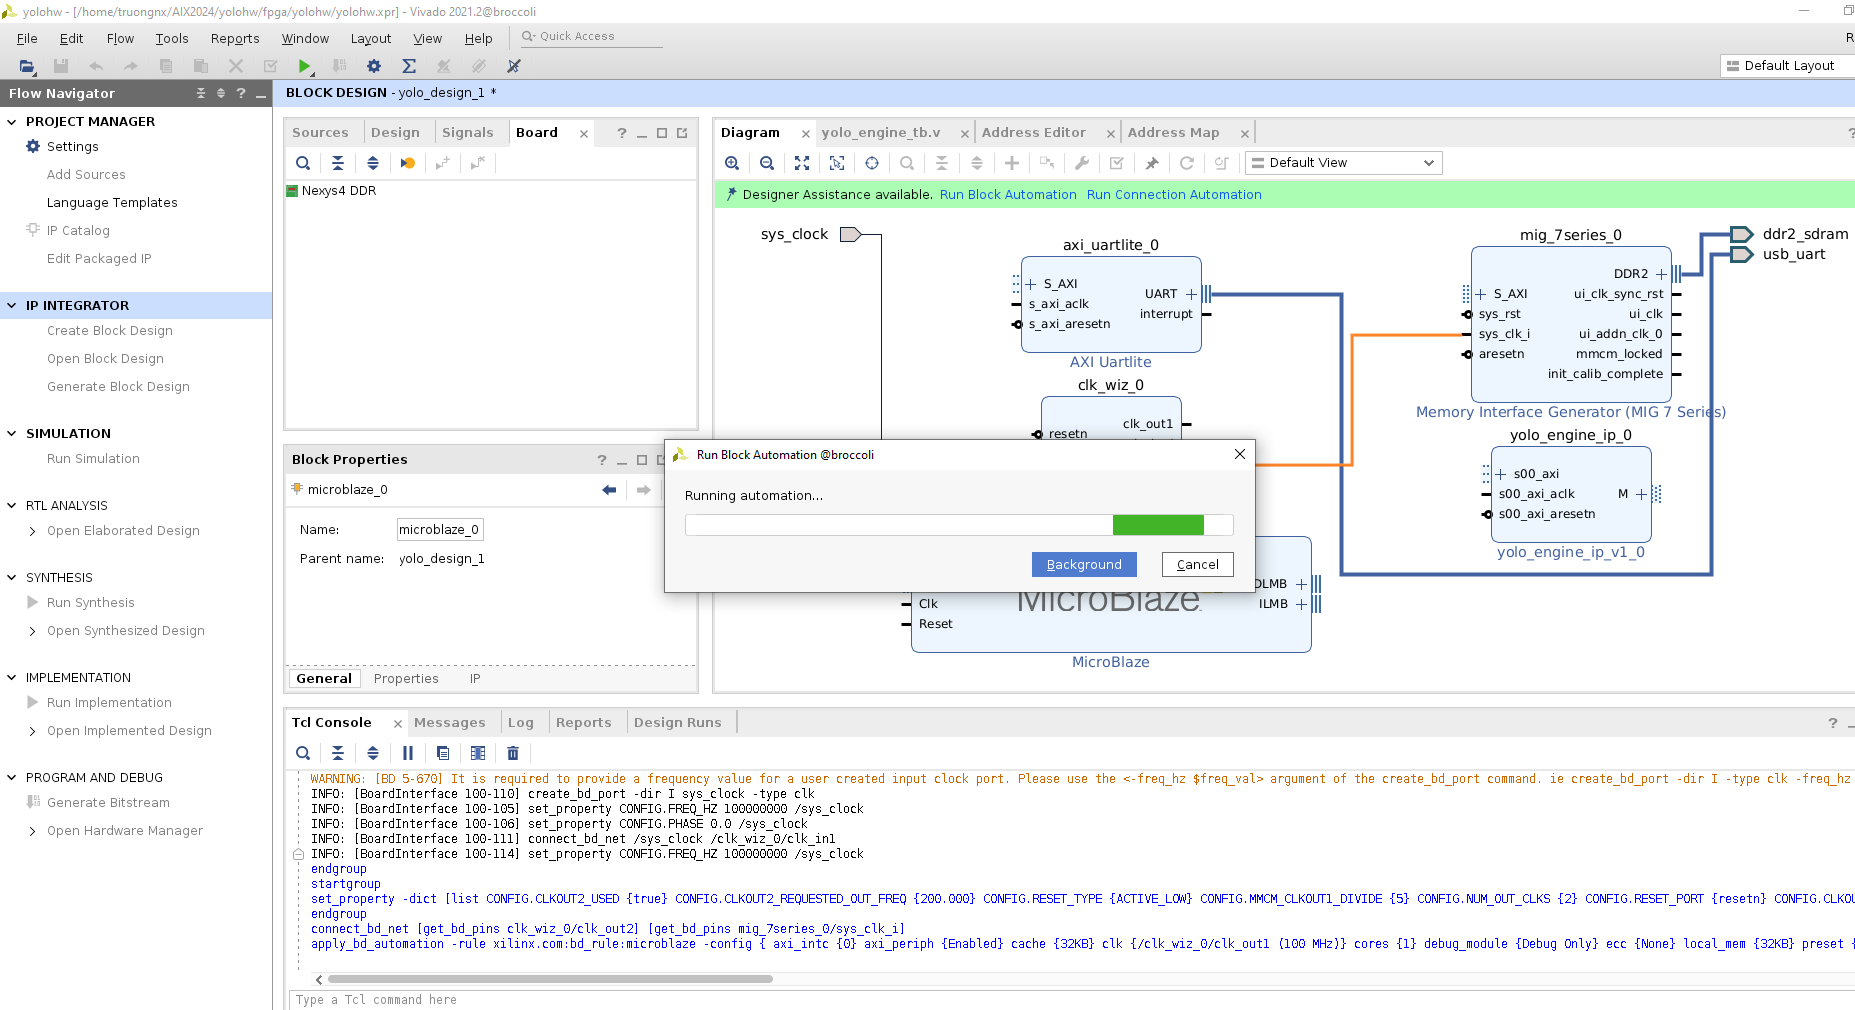 yolohw - [/home/truongnx/AIX2024/yolohw/fpga/yolohw/yolohw.xpr] - Vivado 2021.2@broccoli
File Edit Flow Tools Reports Window Layout View Help Quick Access
R
Default Layout
Flow Navigator
PROJECT MANAGER
Settings
Add Sources
Language Templates
IP Catalog
Edit Packaged IP
IP INTEGRATOR
Create Block Design
Open Block Design
Generate Block Design
SIMULATION
Run Simulation
RTL ANALYSIS
Open Elaborated Design
SYNTHESIS
Run Synthesis
Open Synthesized Design
IMPLEMENTATION
Run Implementation
Open Implemented Design
PROGRAM AND DEBUG
Generate Bitstream
Open Hardware Manager
BLOCK DESIGN - yolo_design_1 *
Sources Design Signals Board
Nexys4 DDR
Block Properties
microblaze_0
Name: microblaze_0
Parent name: yolo_design_1
General Properties IP
Diagram yolo_engine_tb.v Address Editor Address Map
Default View
Designer Assistance available. Run Block Automation Run Connection Automation
sys_clock
axi_uartlite_0
S_AXI
s_axi_aclk
s_axi_aresetn
UART
interrupt
AXI Uartlite
clk_wiz_0
resetn
clk_out1
mig_7series_0
S_AXI
sys_rst
sys_clk_i
aresetn
DDR2
ui_clk_sync_rst
ui_clk
ui_addn_clk_0
mmcm_locked
init_calib_complete
Memory Interface Generator (MIG 7 Series)
ddr2_sdram
usb_uart
yolo_engine_ip_0
s00_axi
s00_axi_aclk
s00_axi_aresetn
M
yolo_engine_ip_v1_0
Run Block Automation @broccoli
Running automation...
Background Cancel
Clk
Reset
MicroBlaze
DLMB
ILMB
MicroBlaze
Tcl Console Messages Log Reports Design Runs
WARNING: [BD 5-670] It is required to provide a frequency value for a user created input clock port. Please use the <-freq_hz $freq_val> argument of the create_bd_port command. ie create_bd_port -dir I -type clk -freq_hz
INFO: [BoardInterface 100-110] create_bd_port -dir I sys_clock -type clk
INFO: [BoardInterface 100-105] set_property CONFIG.FREQ_HZ 100000000 /sys_clock
INFO: [BoardInterface 100-106] set_property CONFIG.PHASE 0.0 /sys_clock
INFO: [BoardInterface 100-111] connect_bd_net /sys_clock /clk_wiz_0/clk_in1
INFO: [BoardInterface 100-114] set_property CONFIG.FREQ_HZ 100000000 /sys_clock
endgroup
startgroup
set_property -dict [list CONFIG.CLKOUT2_USED {true} CONFIG.CLKOUT2_REQUESTED_OUT_FREQ {200.000} CONFIG.RESET_TYPE {ACTIVE_LOW} CONFIG.MMCM_CLKOUT1_DIVIDE {5} CONFIG.NUM_OUT_CLKS {2} CONFIG.RESET_PORT {resetn} CONFIG.CLKOU
endgroup
connect_bd_net [get_bd_pins clk_wiz_0/clk_out2] [get_bd_pins mig_7series_0/sys_clk_i]
apply_bd_automation -rule xilinx.com:bd_rule:microblaze -config { axi_intc {0} axi_periph {Enabled} cache {32KB} clk {/clk_wiz_0/clk_out1 (100 MHz)} cores {1} debug_module {Debug Only} ecc {None} local_mem {32KB} preset {
Type a Tcl command here